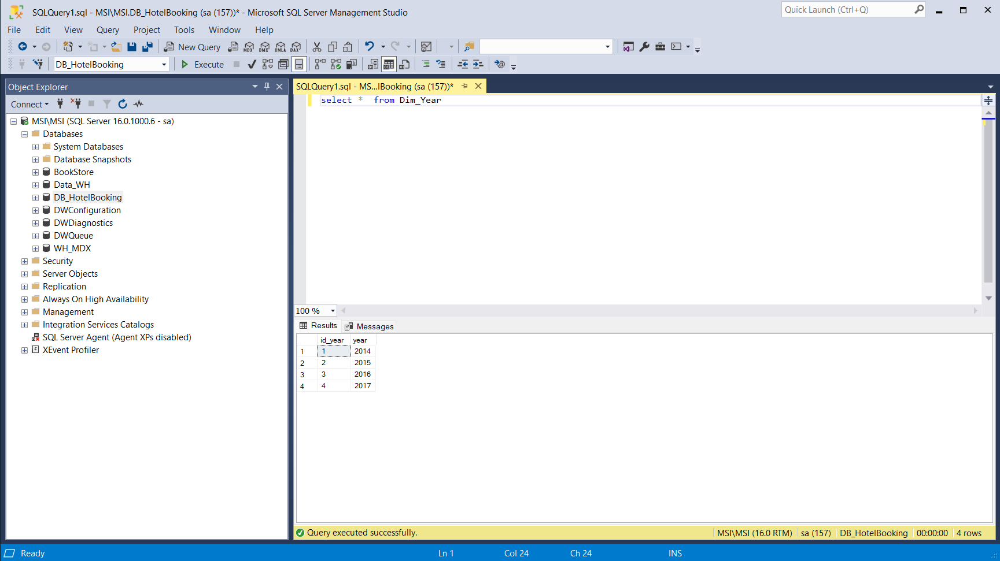 SQLQuery1.sql - MSI\MSI.DB_HotelBooking (sa (157))* - Microsoft SQL Server Management Studio
Quick Launch (Ctrl+Q)
File Edit View Query Project Tools Window Help
New Query
MDX DMX XMLA DAX
DB_HotelBooking
Execute
Object Explorer
Connect
MSI\MSI (SQL Server 16.0.1000.6 - sa)
Databases
System Databases
Database Snapshots
BookStore
Data_WH
DB_HotelBooking
DWConfiguration
DWDiagnostics
DWQueue
WH_MDX
Security
Server Objects
Replication
Always On High Availability
Management
Integration Services Catalogs
SQL Server Agent (Agent XPs disabled)
XEvent Profiler
SQLQuery1.sql - MS...lBooking (sa (157))*
select *  from Dim_Year
100 %
Results Messages
id_year year
1 1 2014
2 2 2015
3 3 2016
4 4 2017
Query executed successfully.
MSI\MSI (16.0 RTM) sa (157) DB_HotelBooking 00:00:00 4 rows
Ready Ln 1 Col 24 Ch 24 INS